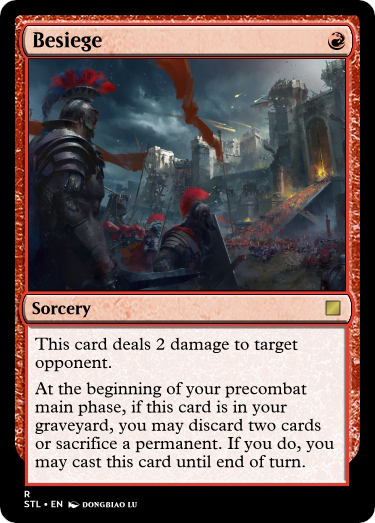 Besiege
Sorcery
This card deals 2 damage to target
opponent.
At the beginning of your precombat
main phase, if this card is in your
graveyard, you may discard two cards
or sacrifice a permanent. If you do, you
may cast this card until end of turn.
R
STL • EN DONGBIAO LU